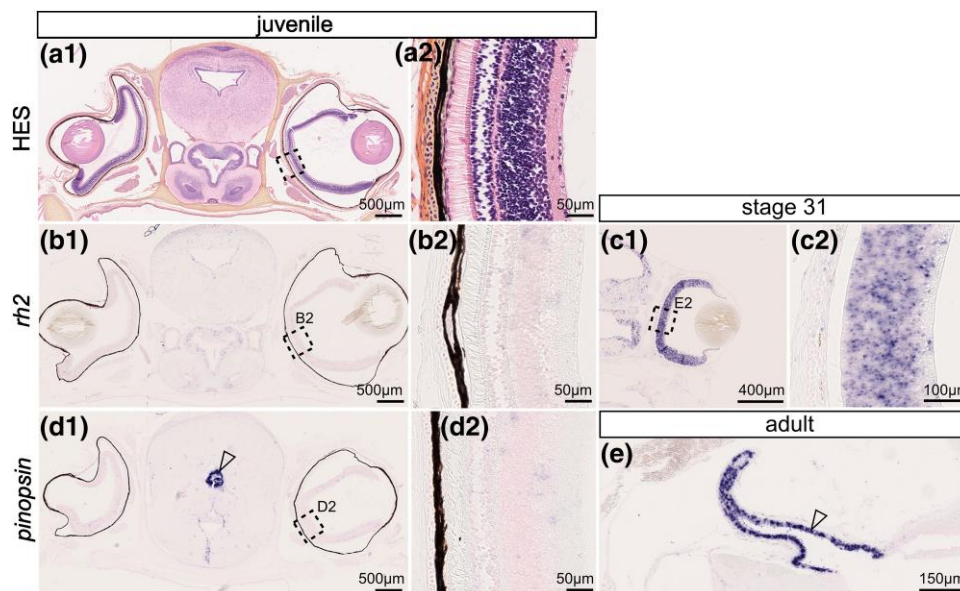 juvenile
HES
(a1)
500µm
(a2)
50µm
stage 31
rh2
(b1)
B2
500µm
(b2)
50µm
(c1)
E2
400µm
(c2)
100µm
adult
pinopsin
(d1)
D2
500µm
(d2)
50µm
(e)
150µm